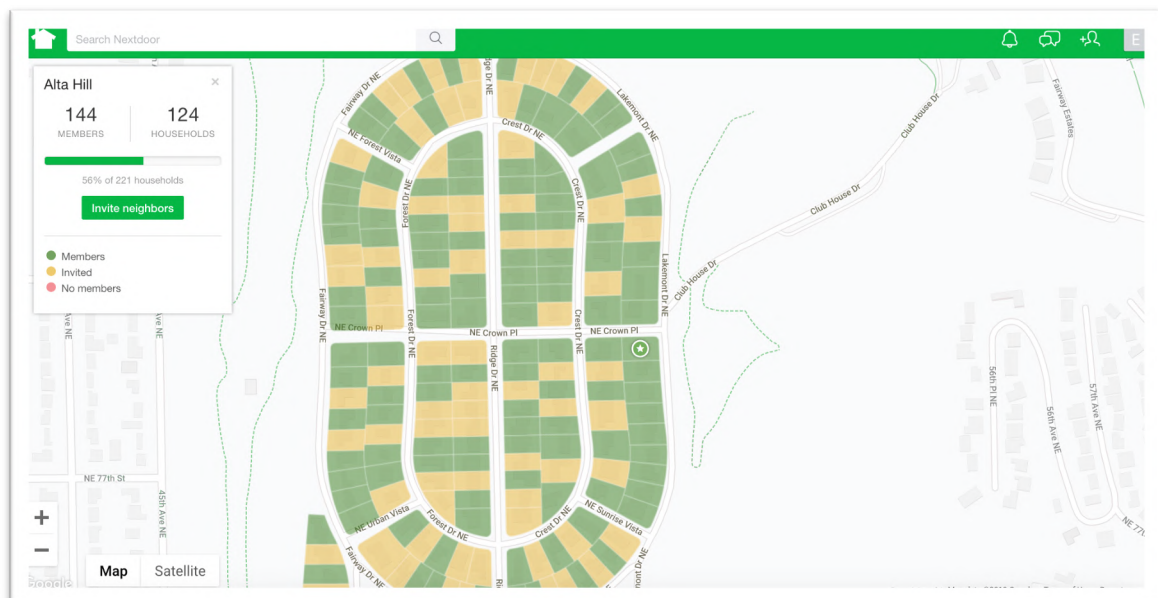 Search Nextdoor
E
Alta Hill
×
144
124
MEMBERS
HOUSEHOLDS
56% of 221 households
Invite neighbors
Members
Invited
No members
Fairway Dr NE
Lakemont Dr NE
Crest Dr NE
NE Forest Vista
Forest Dr NE
Crest Dr NE
Club House Dr
Fairway Estates
Club House Dr
Club House Dr
Lakemont Dr NE
Fairway Dr NE
Forest Dr NE
Crest Dr NE
NE Crown Pl
NE Crown Pl
NE Crown Pl
Ridge Dr NE
Ave NE
56th Pl NE
56th Ave NE
57th Ave NE
NE 77th St
45th Ave NE
NE Urban Vista
Forest Dr NE
Crest Dr NE
NE Sunrise Vista
Fairway Dr NE
+
−
Map
Satellite
Google